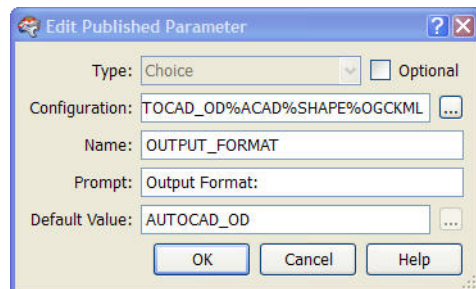 Edit Published Parameter
Type: Choice Optional
Configuration: TOCAD_OD%ACAD%SHAPE%OGCKML ...
Name: OUTPUT_FORMAT
Prompt: Output Format:
Default Value: AUTOCAD_OD ...
OK Cancel Help